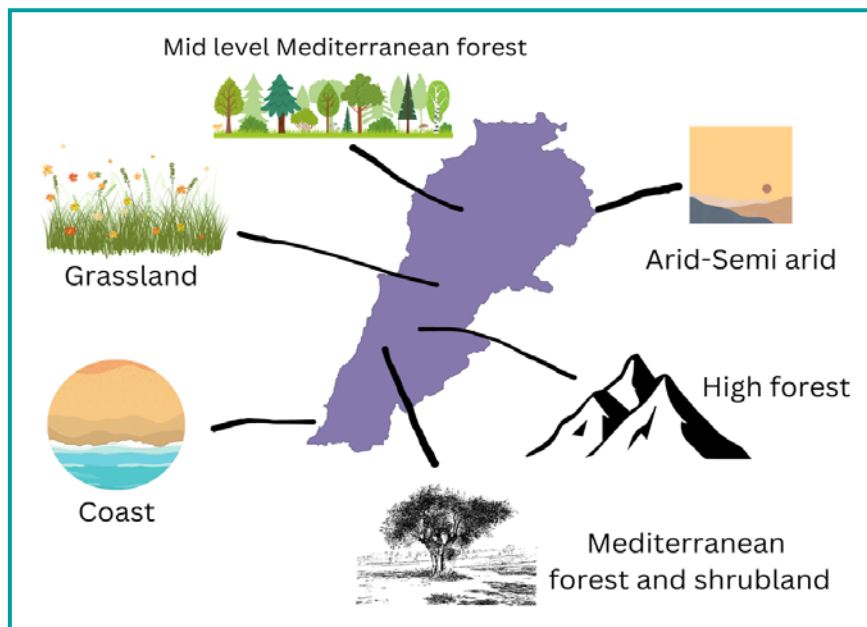 Mid level Mediterranean forest
Grassland
Arid-Semi arid
High forest
Coast
Mediterranean
forest and shrubland